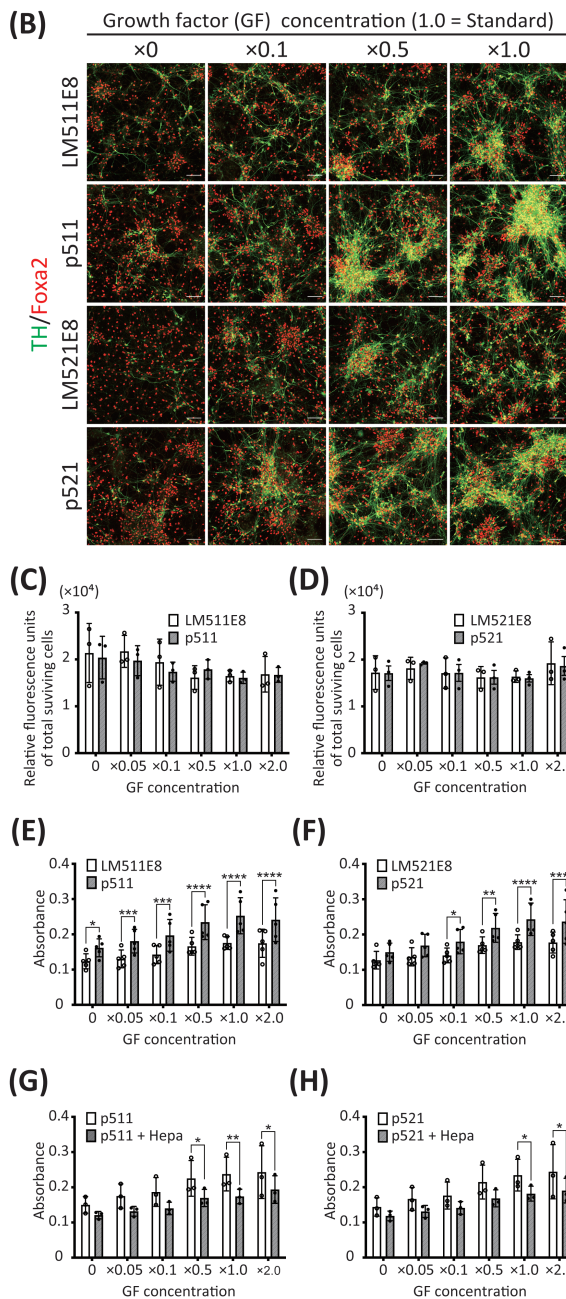 (B)
Growth factor (GF) concentration (1.0 = Standard)
×0 ×0.1 ×0.5 ×1.0
LM511E8
p511
LM521E8
p521
TH/Foxa2
(C)
(×10⁴)
Relative fluorescence units
of total suviving cells
3
2
1
0
LM511E8
p511
0 ×0.05 ×0.1 ×0.5 ×1.0 ×2.0
GF concentration
(D)
(×10⁴)
Relative fluorescence units
of total suviving cells
3
2
1
0
LM521E8
p521
0 ×0.05 ×0.1 ×0.5 ×1.0 ×2.0
GF concentration
(E)
Absorbance
0.4
0.3
0.2
0.1
0
LM511E8
p511
* *** *** **** **** ****
0 ×0.05 ×0.1 ×0.5 ×1.0 ×2.0
GF concentration
(F)
Absorbance
0.4
0.3
0.2
0.1
0
LM521E8
p521
* ** **** ***
0 ×0.05 ×0.1 ×0.5 ×1.0 ×2.
GF concentration
(G)
Absorbance
0.4
0.3
0.2
0.1
0
p511
p511 + Hepa
* ** *
0 ×0.05 ×0.1 ×0.5 ×1.0 ×2.0
GF concentration
(H)
Absorbance
0.4
0.3
0.2
0.1
0
p521
p521 + Hepa
* *
0 ×0.05 ×0.1 ×0.5 ×1.0 ×2.0
GF concentration